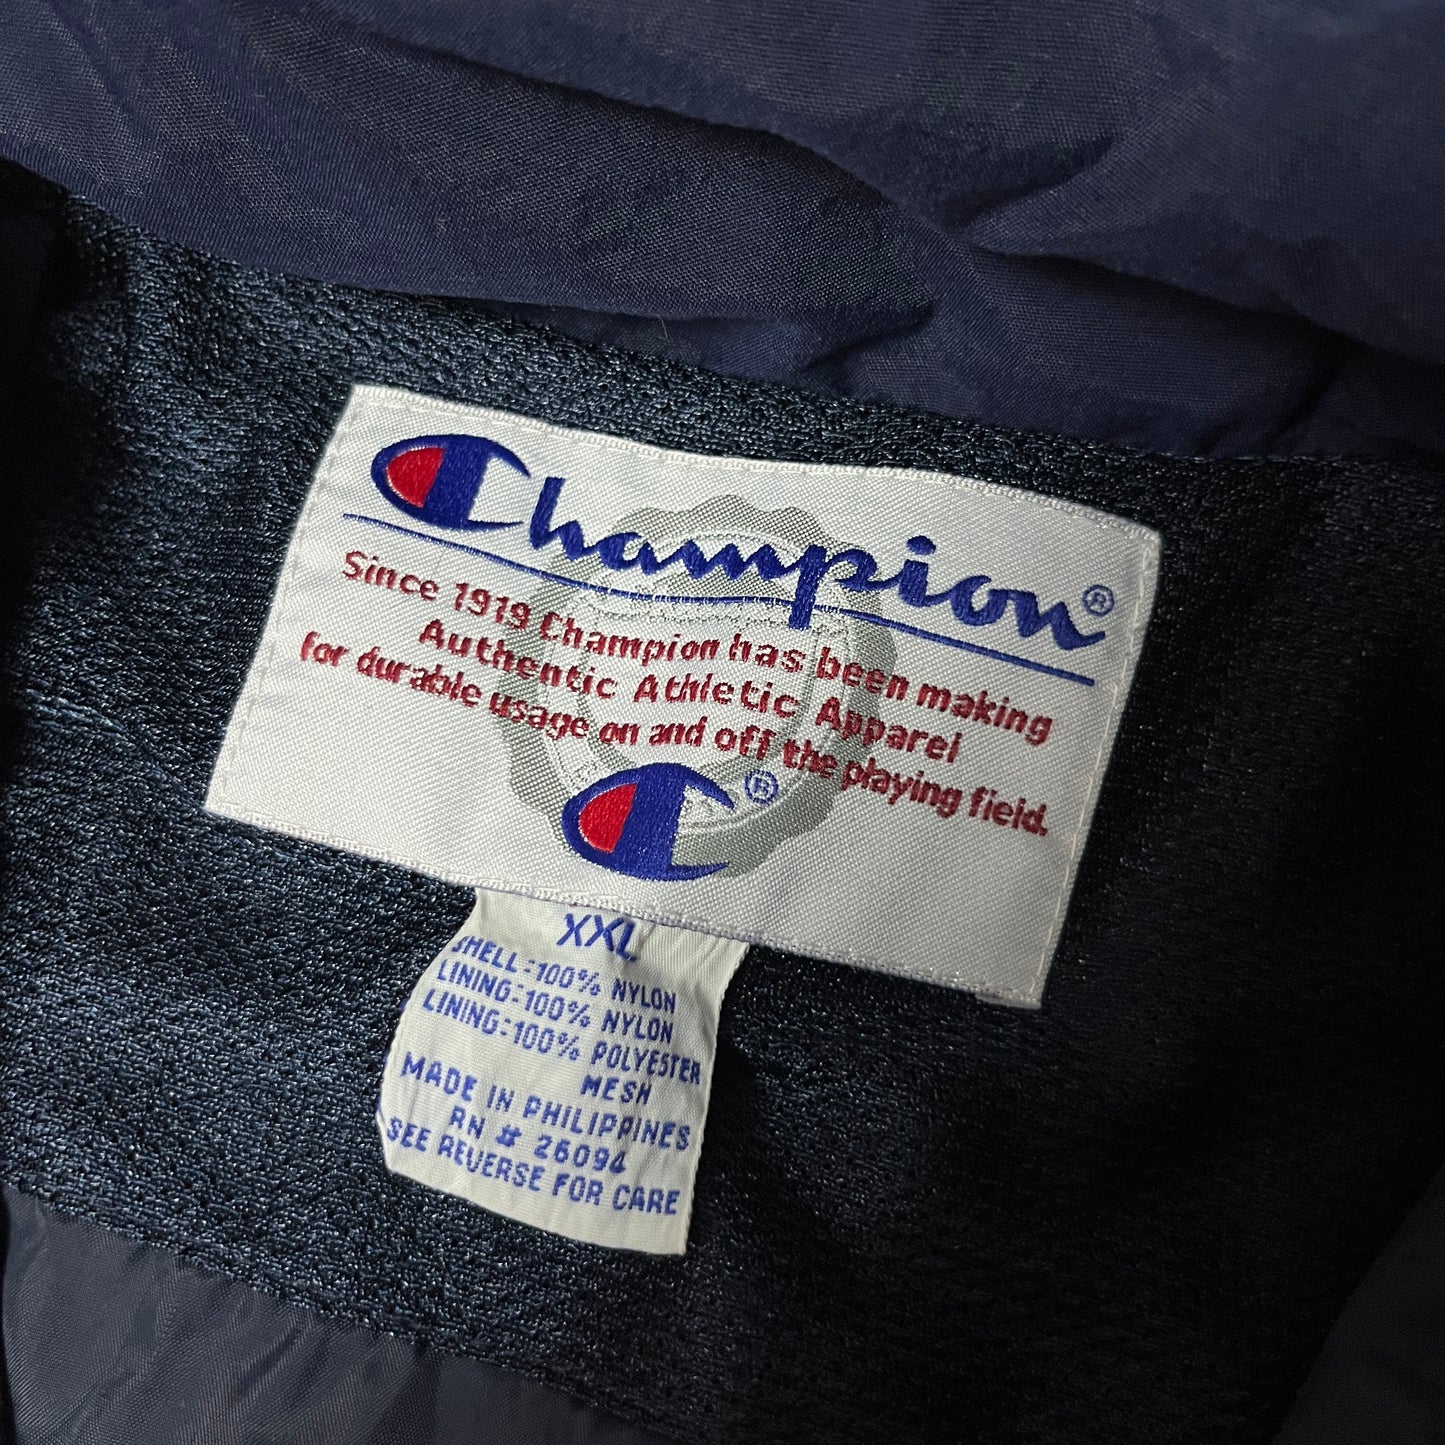 Champion®
Since 1919 Champion has been making
Authentic Athletic Apparel
for durable usage on and off the playing field.
C®
XXL
SHELL:100% NYLON
LINING:100% NYLON
LINING:100% POLYESTER
MESH
MADE IN PHILIPPINES
RN # 26094
SEE REVERSE FOR CARE